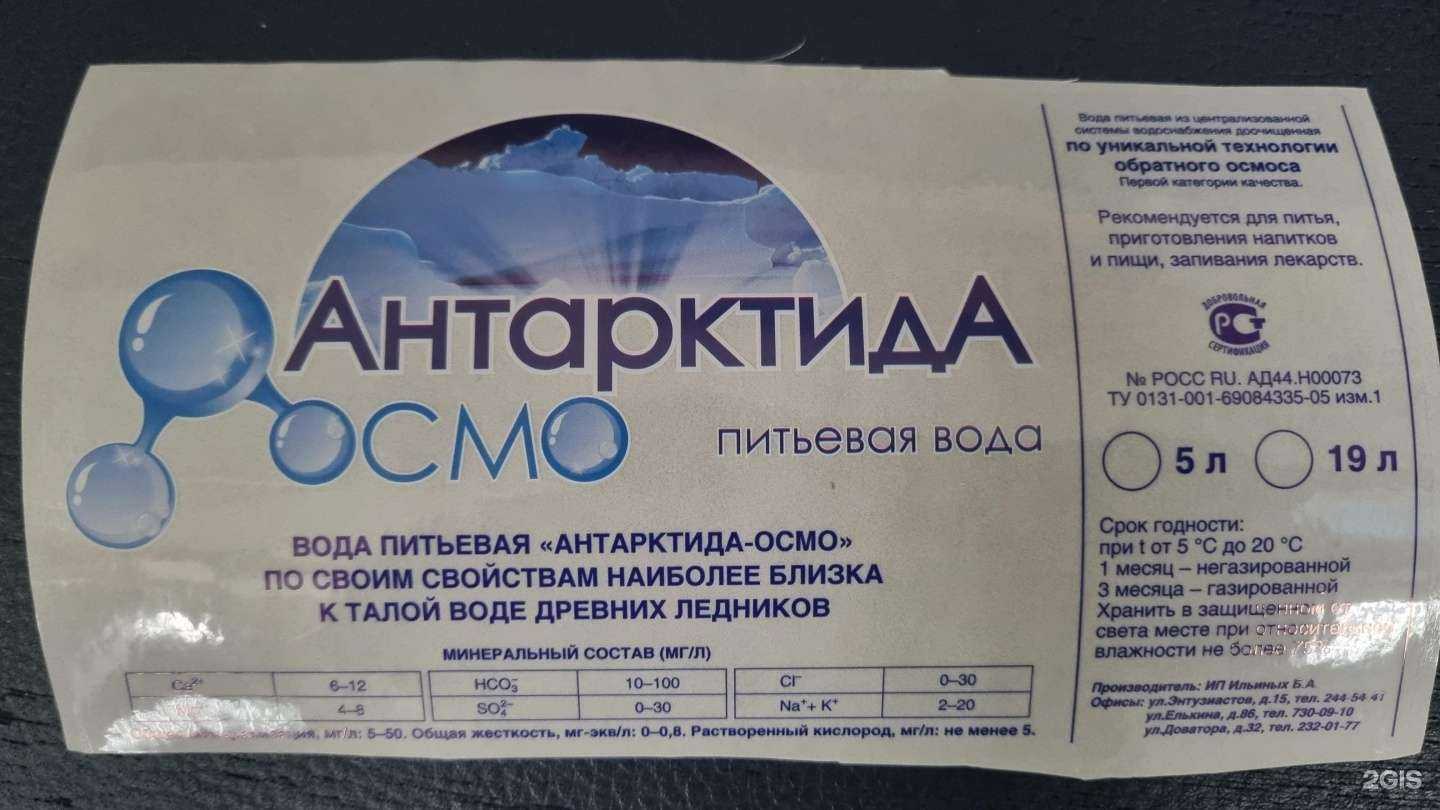 АНТАРКТИДА
ОСМО
ПИТЬЕВАЯ ВОДА
ВОДА ПИТЬЕВАЯ «АНТАРКТИДА-ОСМО»
ПО СВОИМ СВОЙСТВАМ НАИБОЛЕЕ БЛИЗКА
К ТАЛОЙ ВОДЕ ДРЕВНИХ ЛЕДНИКОВ
МИНЕРАЛЬНЫЙ СОСТАВ (МГ/Л)
Ca²⁺ 6–12 HCO₃⁻ 10–100 Cl⁻ 0–30
4–8 SO₄²⁻ 0–30 Na⁺+ K⁺ 2–20
мг/л: 5–50. Общая жесткость, мг-экв/л: 0–0,8. Растворенный кислород, мг/л: не менее 5.
Вода питьевая из централизованной
системы водоснабжения доочищенная
по уникальной технологии
обратного осмоса
Первой категории качества.
Рекомендуется для питья,
приготовления напитков
и пищи, запивания лекарств.
ДОБРОВОЛЬНАЯ
РСТ
СЕРТИФИКАЦИЯ
№ РОСС RU. АД44.Н00073
ТУ 0131-001-69084335-05 изм.1
5 л 19 л
Срок годности:
при t от 5 °C до 20 °C
1 месяц – негазированной
3 месяца – газированной
Хранить в защищенном от
света месте при относительной
влажности не более 75%
Производитель: ИП Ильиных Б.А.
Офисы: ул.Энтузиастов, д.15, тел. 244-54-41
ул.Елькина, д.86, тел. 730-09-10
ул.Доватора, д.32, тел. 232-01-77
2GIS